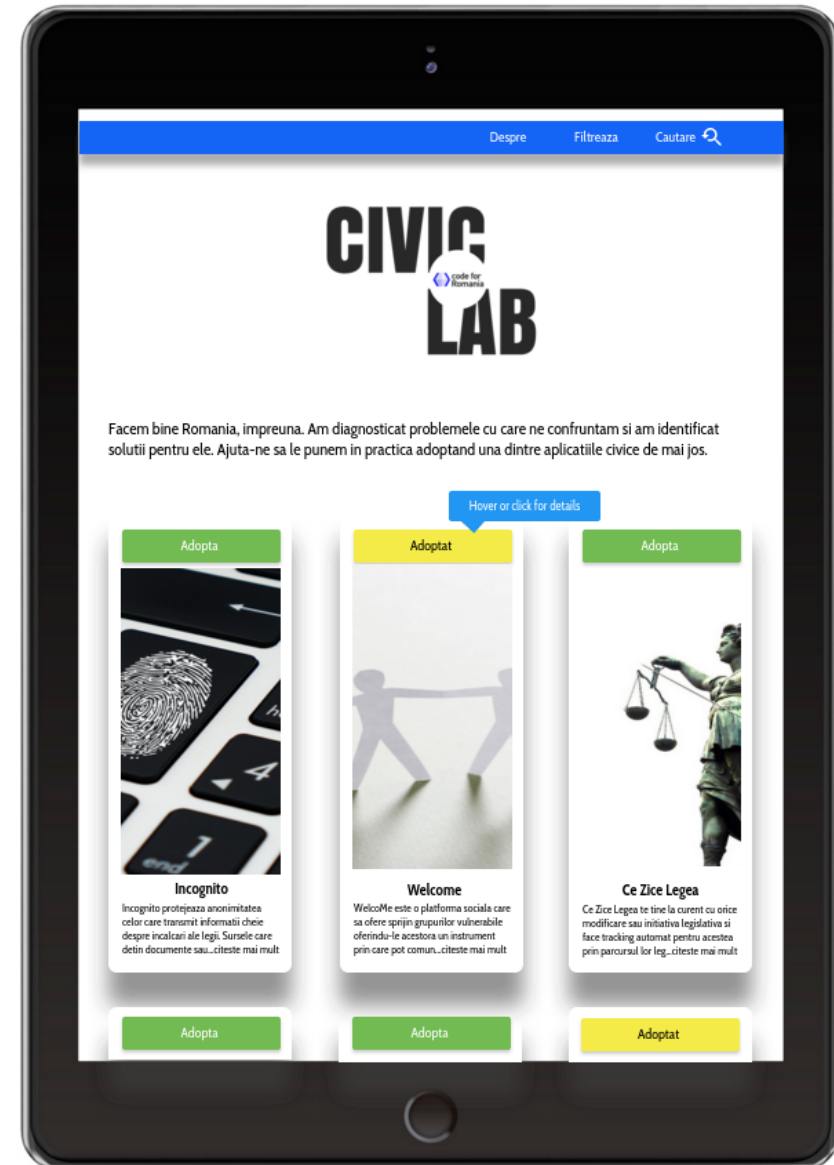 Despre Filtreaza Cautare
CIVIC
code for
Romania
LAB
Facem bine Romania, impreuna. Am diagnosticat problemele cu care ne confruntam si am identificat
solutii pentru ele. Ajuta-ne sa le punem in practica adoptand una dintre aplicatiile civice de mai jos.
Hover or click for details
Adopta
4
1
end
Incognito
Incognito protejeaza anonimitatea
celor care transmit informatii cheie
despre incalcari ale legii. Sursele care
detin documente sau...citeste mai mult
Adoptat
Welcome
WelcoMe este o platforma sociala care
sa ofere sprijin grupurilor vulnerabile
oferindu-le acestora un instrument
prin care pot comun...citeste mai mult
Adopta
Ce Zice Legea
Ce Zice Legea te tine la curent cu orice
modificare sau initiativa legislativa si
face tracking automat pentru acestea
prin parcursul lor leg...citeste mai mult
Adopta
Adopta
Adoptat